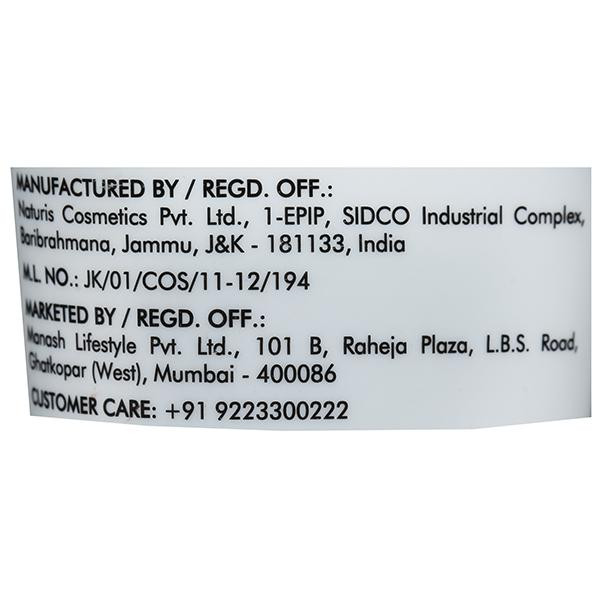 MANUFACTURED BY / REGD. OFF.:
Naturis Cosmetics Pvt. Ltd., 1-EPIP, SIDCO Industrial Complex,
Baribrahmana, Jammu, J&K - 181133, India
M.L. NO.: JK/01/COS/11-12/194
MARKETED BY / REGD. OFF.:
Manash Lifestyle Pvt. Ltd., 101 B, Raheja Plaza, L.B.S. Road,
Ghatkopar (West), Mumbai - 400086
CUSTOMER CARE: +91 9223300222